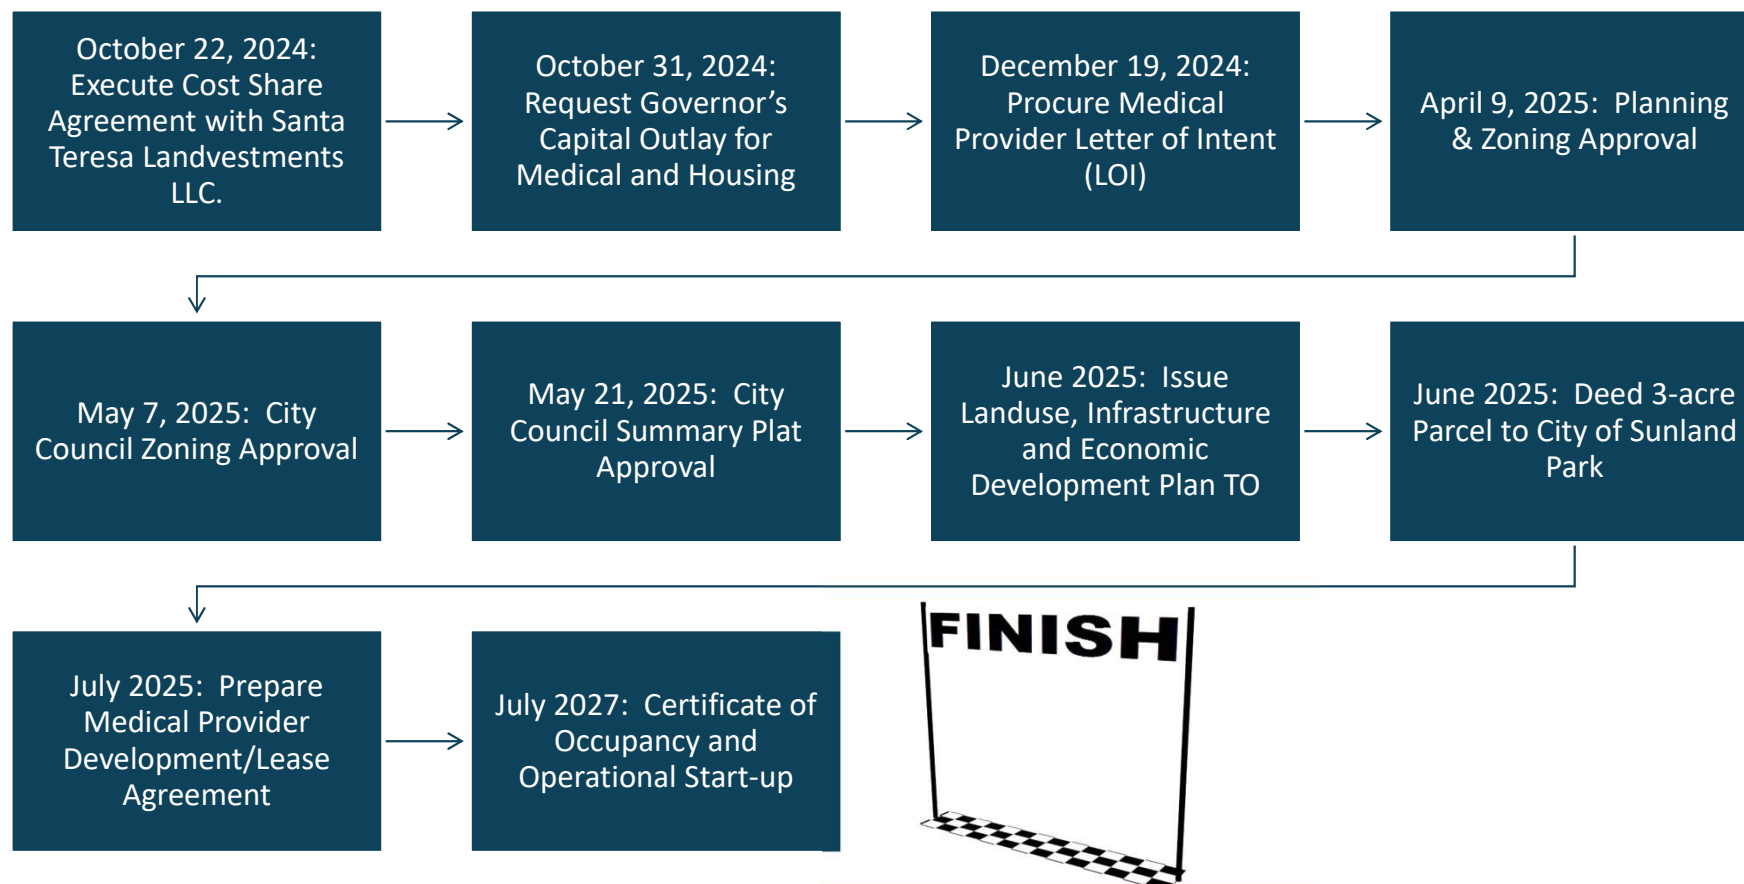 October 22, 2024:
Execute Cost Share
Agreement with Santa
Teresa Landvestments
LLC.
October 31, 2024:
Request Governor’s
Capital Outlay for
Medical and Housing
December 19, 2024:
Procure Medical
Provider Letter of Intent
(LOI)
April 9, 2025:  Planning
& Zoning Approval
May 7, 2025:  City
Council Zoning Approval
May 21, 2025:  City
Council Summary Plat
Approval
June 2025:  Issue
Landuse, Infrastructure
and Economic
Development Plan TO
June 2025:  Deed 3-acre
Parcel to City of Sunland
Park
July 2025:  Prepare
Medical Provider
Development/Lease
Agreement
July 2027:  Certificate of
Occupancy and
Operational Start-up
FINISH